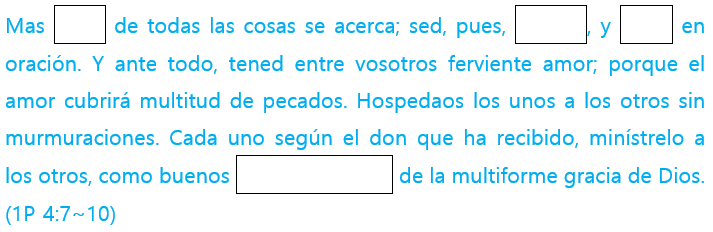 Mas de todas las cosas se acerca; sed, pues, , y en
oración. Y ante todo, tened entre vosotros ferviente amor; porque el
amor cubrirá multitud de pecados. Hospedaos los unos a los otros sin
murmuraciones. Cada uno según el don que ha recibido, minístrelo a
los otros, como buenos de la multiforme gracia de Dios.
(1P 4:7~10)